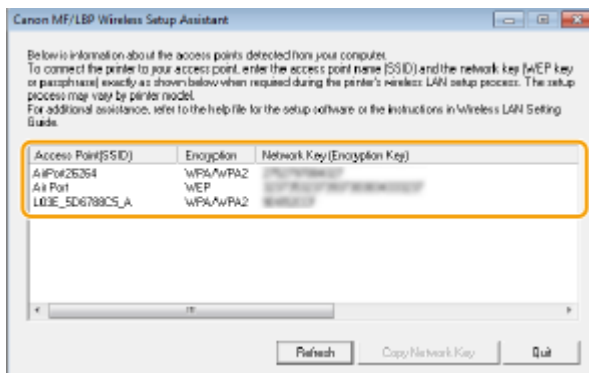 Canon MF/LBP Wireless Setup Assistant
Below is information about the access points detected from your computer.
To connect the printer to your access point, enter the access point name (SSID) and the network key (WEP key
or passphrase) exactly as shown below when required during the printer's wireless LAN setup process. The setup
process may vary by printer model.
For additional assistance, refer to the help file for the setup software or the instructions in Wireless LAN Setting
Guide.
Access Point(SSID) Encryption Network Key (Encryption Key)
AirPort26264 WPA/WPA2
Air Port WEP
L03E_5D6788C5_A WPA/WPA2
Refresh Copy Network Key Quit